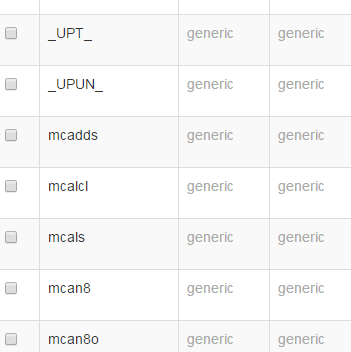 _UPT_ generic generic
_UPUN_ generic generic
mcadds generic generic
mcalcl generic generic
mcals generic generic
mcan8 generic generic
mcan8o generic generic